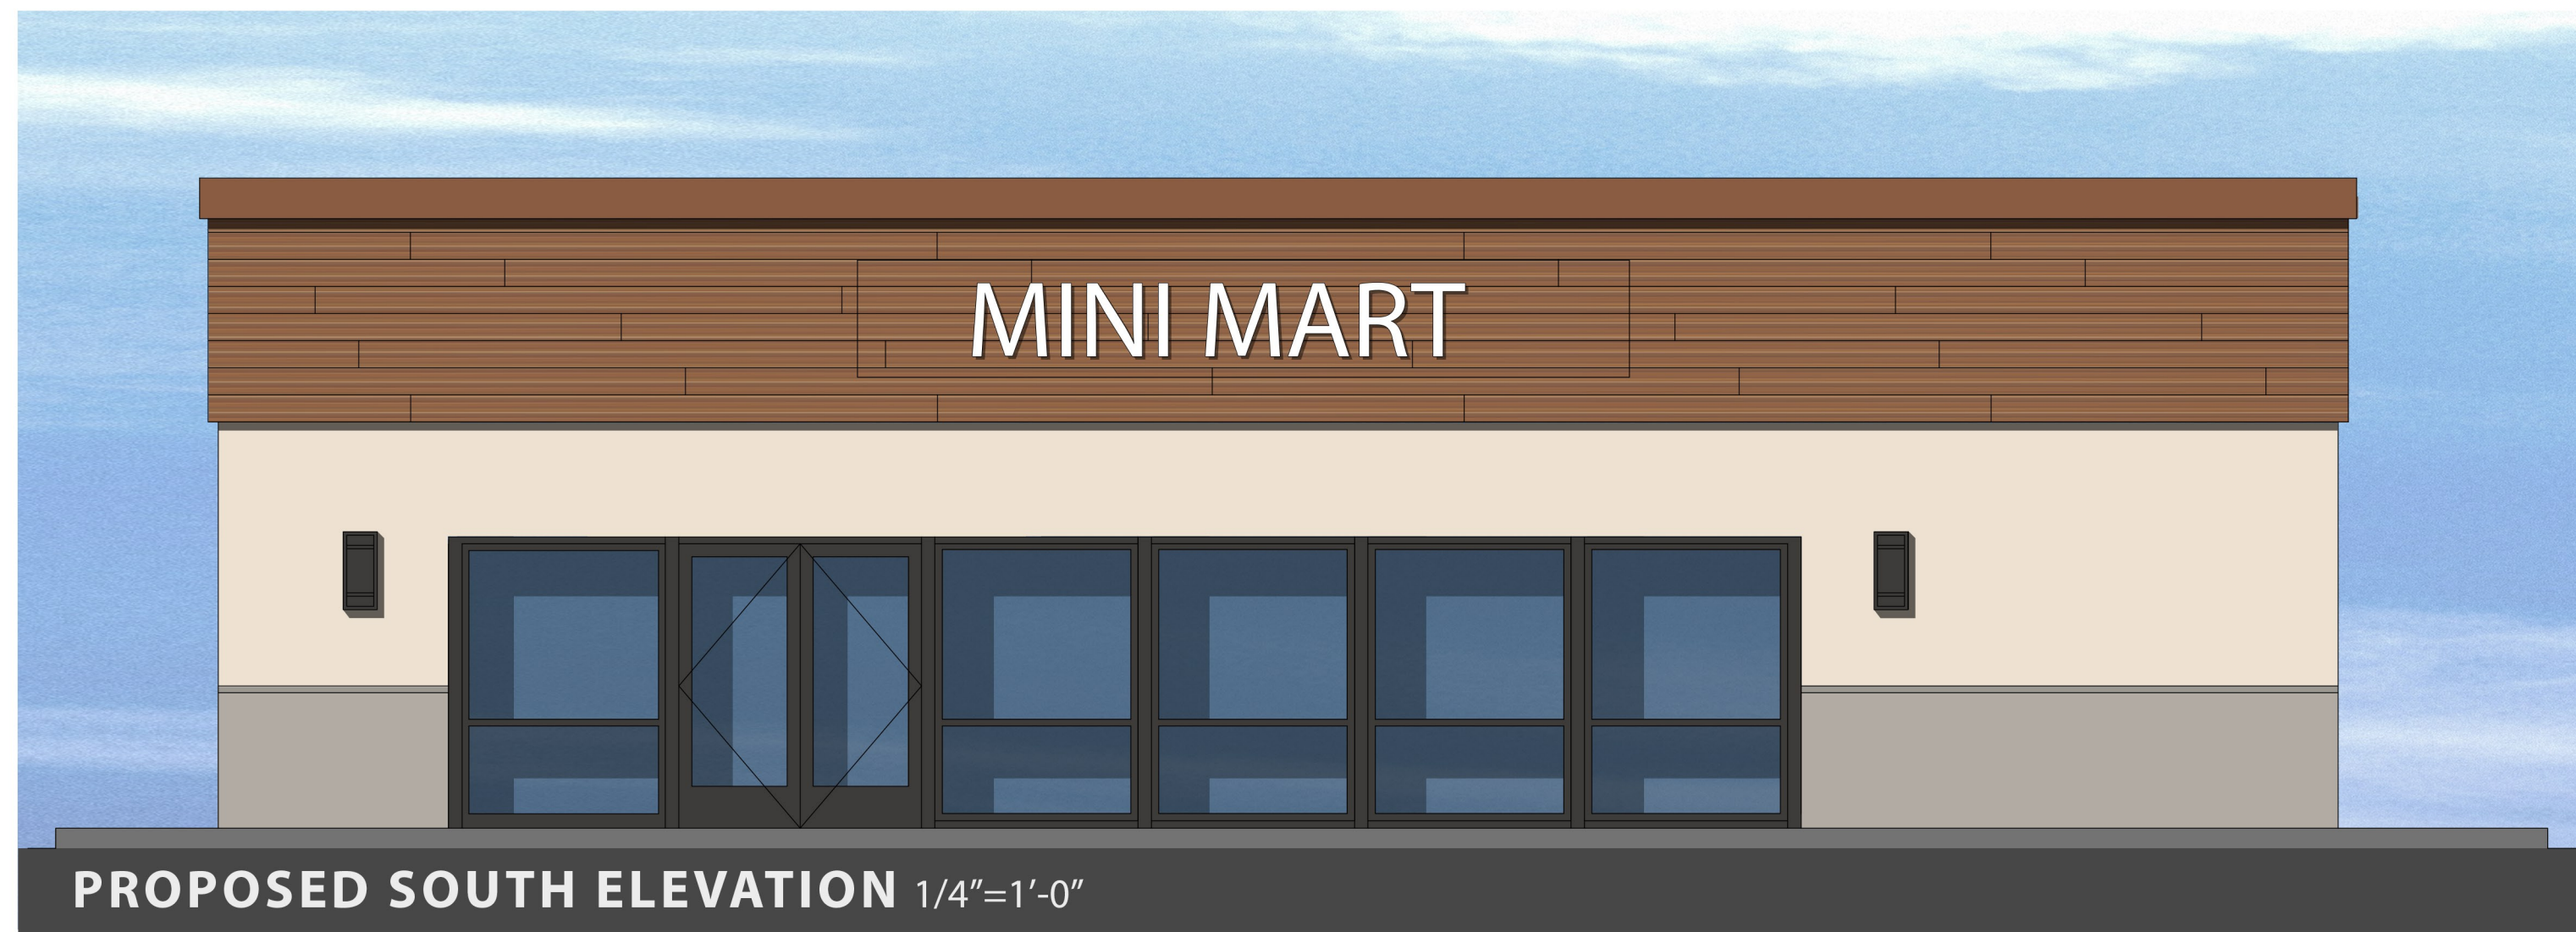 MINI MART
PROPOSED SOUTH ELEVATION 1/4”=1’-0”